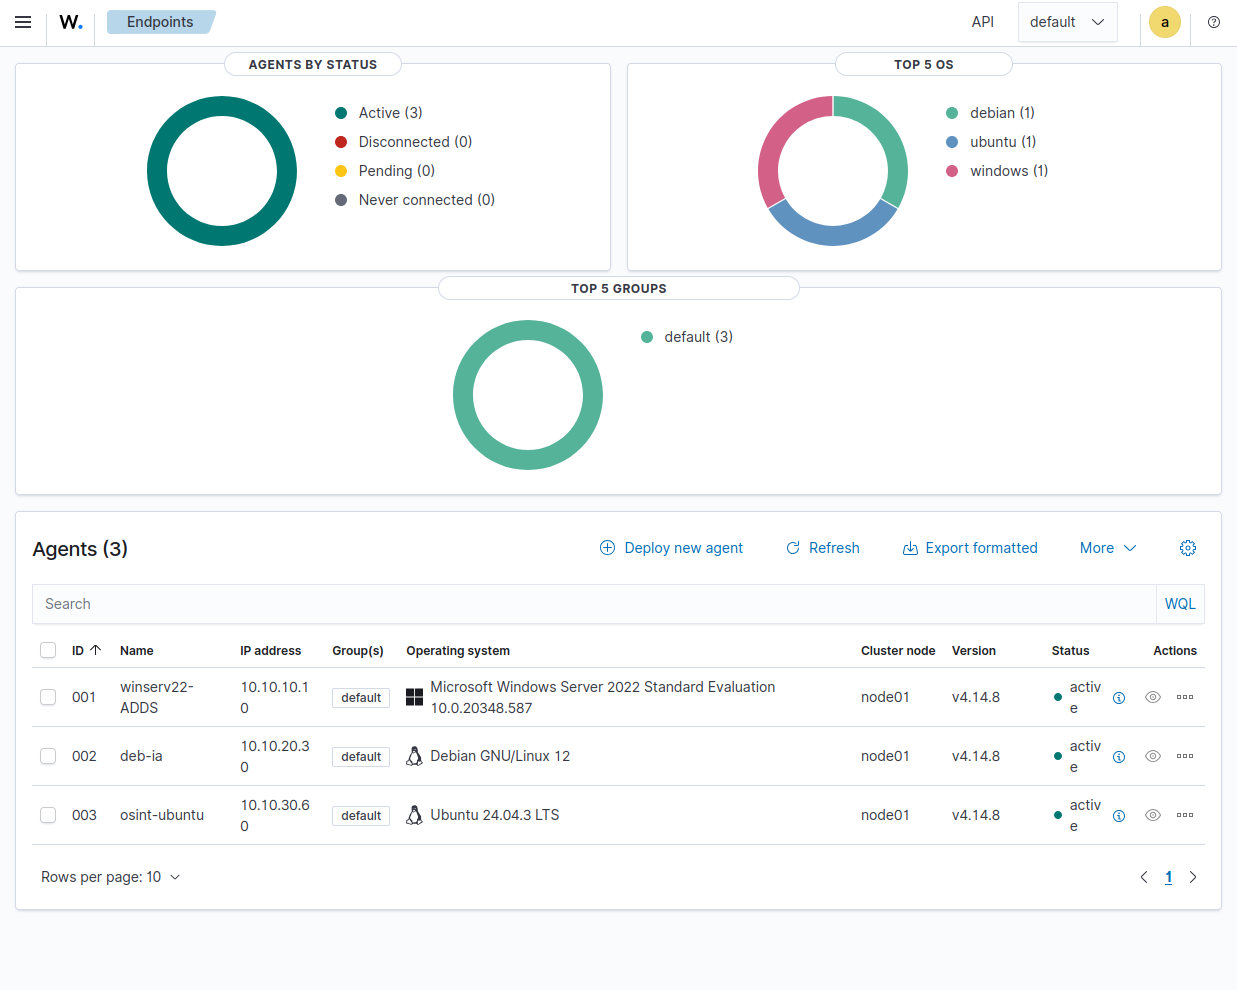 W.
Endpoints
API
default
a
AGENTS BY STATUS
Active (3)
Disconnected (0)
Pending (0)
Never connected (0)
TOP 5 OS
debian (1)
ubuntu (1)
windows (1)
TOP 5 GROUPS
default (3)
Agents (3)
Deploy new agent
Refresh
Export formatted
More
Search
WQL
ID
Name
IP address
Group(s)
Operating system
Cluster node
Version
Status
Actions
001
winserv22-
ADDS
10.10.10.1
0
default
Microsoft Windows Server 2022 Standard Evaluation
10.0.20348.587
node01
v4.14.8
activ
e
002
deb-ia
10.10.20.3
0
default
Debian GNU/Linux 12
node01
v4.14.8
activ
e
003
osint-ubuntu
10.10.30.6
0
default
Ubuntu 24.04.3 LTS
node01
v4.14.8
activ
e
Rows per page: 10
1